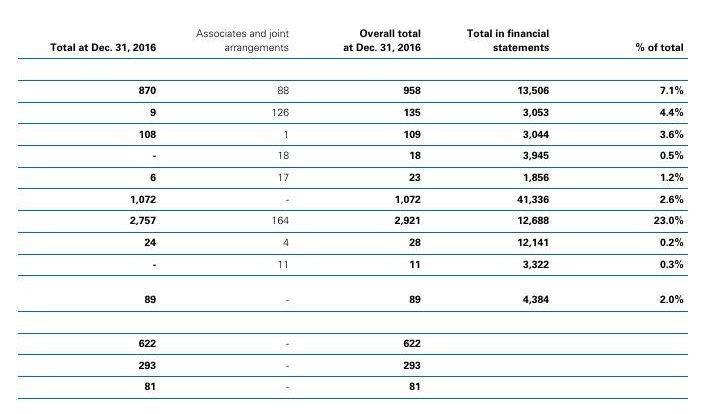 Total at Dec. 31, 2016 Associates and joint arrangements Overall total at Dec. 31, 2016 Total in financial statements % of total
870 88 958 13,506 7.1%
9 126 135 3,053 4.4%
108 1 109 3,044 3.6%
- 18 18 3,945 0.5%
6 17 23 1,856 1.2%
1,072 - 1,072 41,336 2.6%
2,757 164 2,921 12,688 23.0%
24 4 28 12,141 0.2%
- 11 11 3,322 0.3%
89 - 89 4,384 2.0%
622 - 622
293 - 293
81 - 81